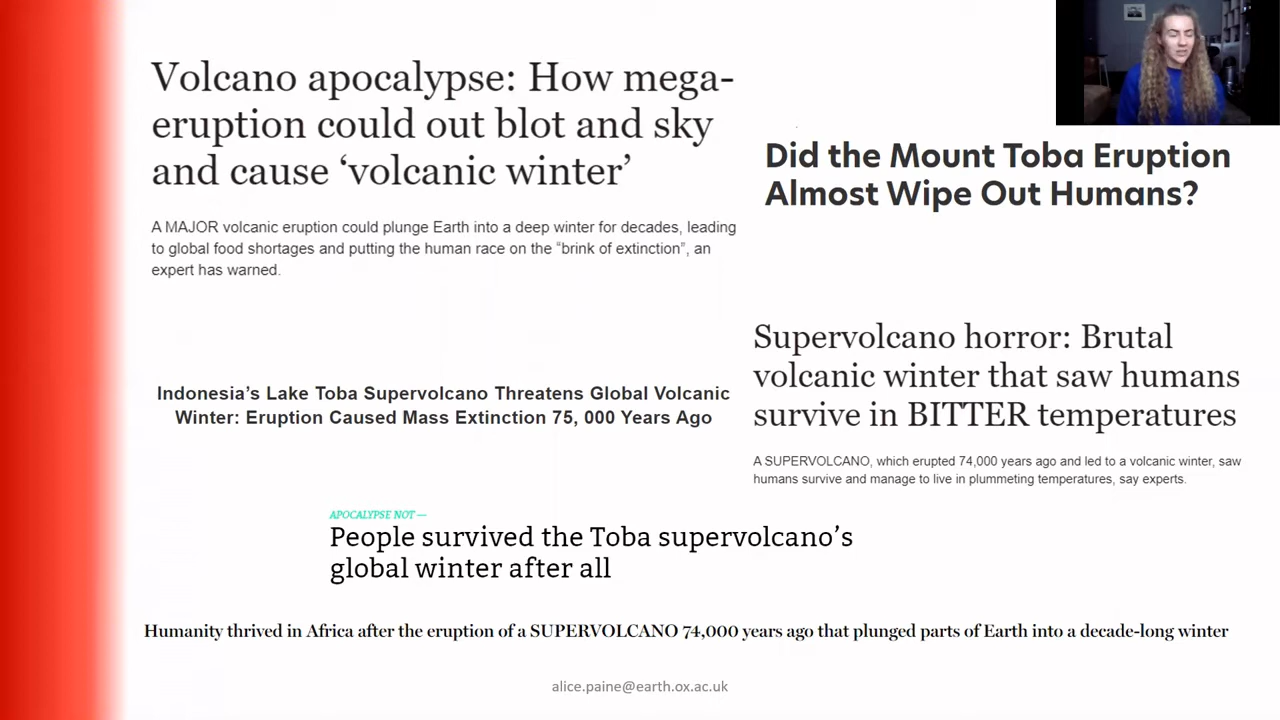 Volcano apocalypse: How mega-
eruption could out blot and sky
and cause ‘volcanic winter’
A MAJOR volcanic eruption could plunge Earth into a deep winter for decades, leading
to global food shortages and putting the human race on the “brink of extinction”, an
expert has warned.
Did the Mount Toba Eruption
Almost Wipe Out Humans?
Indonesia’s Lake Toba Supervolcano Threatens Global Volcanic
Winter: Eruption Caused Mass Extinction 75, 000 Years Ago
Supervolcano horror: Brutal
volcanic winter that saw humans
survive in BITTER temperatures
A SUPERVOLCANO, which erupted 74,000 years ago and led to a volcanic winter, saw
humans survive and manage to live in plummeting temperatures, say experts.
APOCALYPSE NOT —
People survived the Toba supervolcano’s
global winter after all
Humanity thrived in Africa after the eruption of a SUPERVOLCANO 74,000 years ago that plunged parts of Earth into a decade-long winter
alice.paine@earth.ox.ac.uk